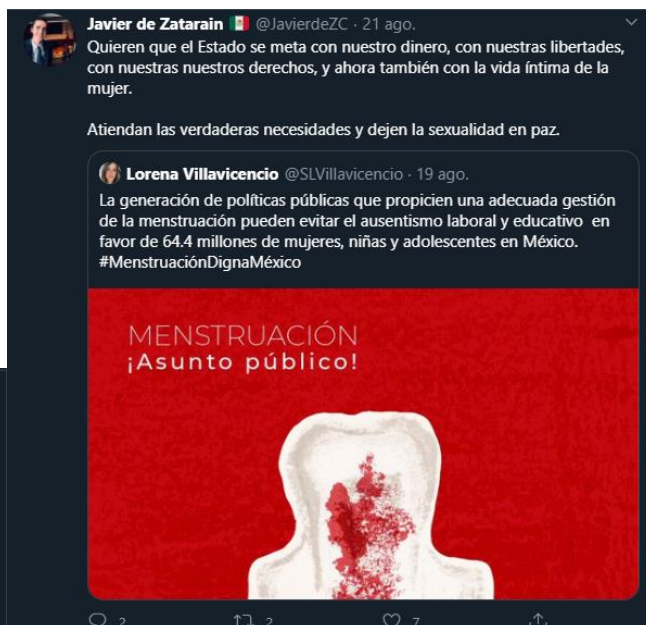 Javier de Zatarain 🇲🇽 @JavierdeZC · 21 ago.
Quieren que el Estado se meta con nuestro dinero, con nuestras libertades,
con nuestras nuestros derechos, y ahora también con la vida íntima de la
mujer.
Atiendan las verdaderas necesidades y dejen la sexualidad en paz.
Lorena Villavicencio @SLVillavicencio · 19 ago.
La generación de políticas públicas que propicien una adecuada gestión
de la menstruación pueden evitar el ausentismo laboral y educativo en
favor de 64.4 millones de mujeres, niñas y adolescentes en México.
#MenstruaciónDignaMéxico
MENSTRUACIÓN
¡Asunto público!
2 2 7